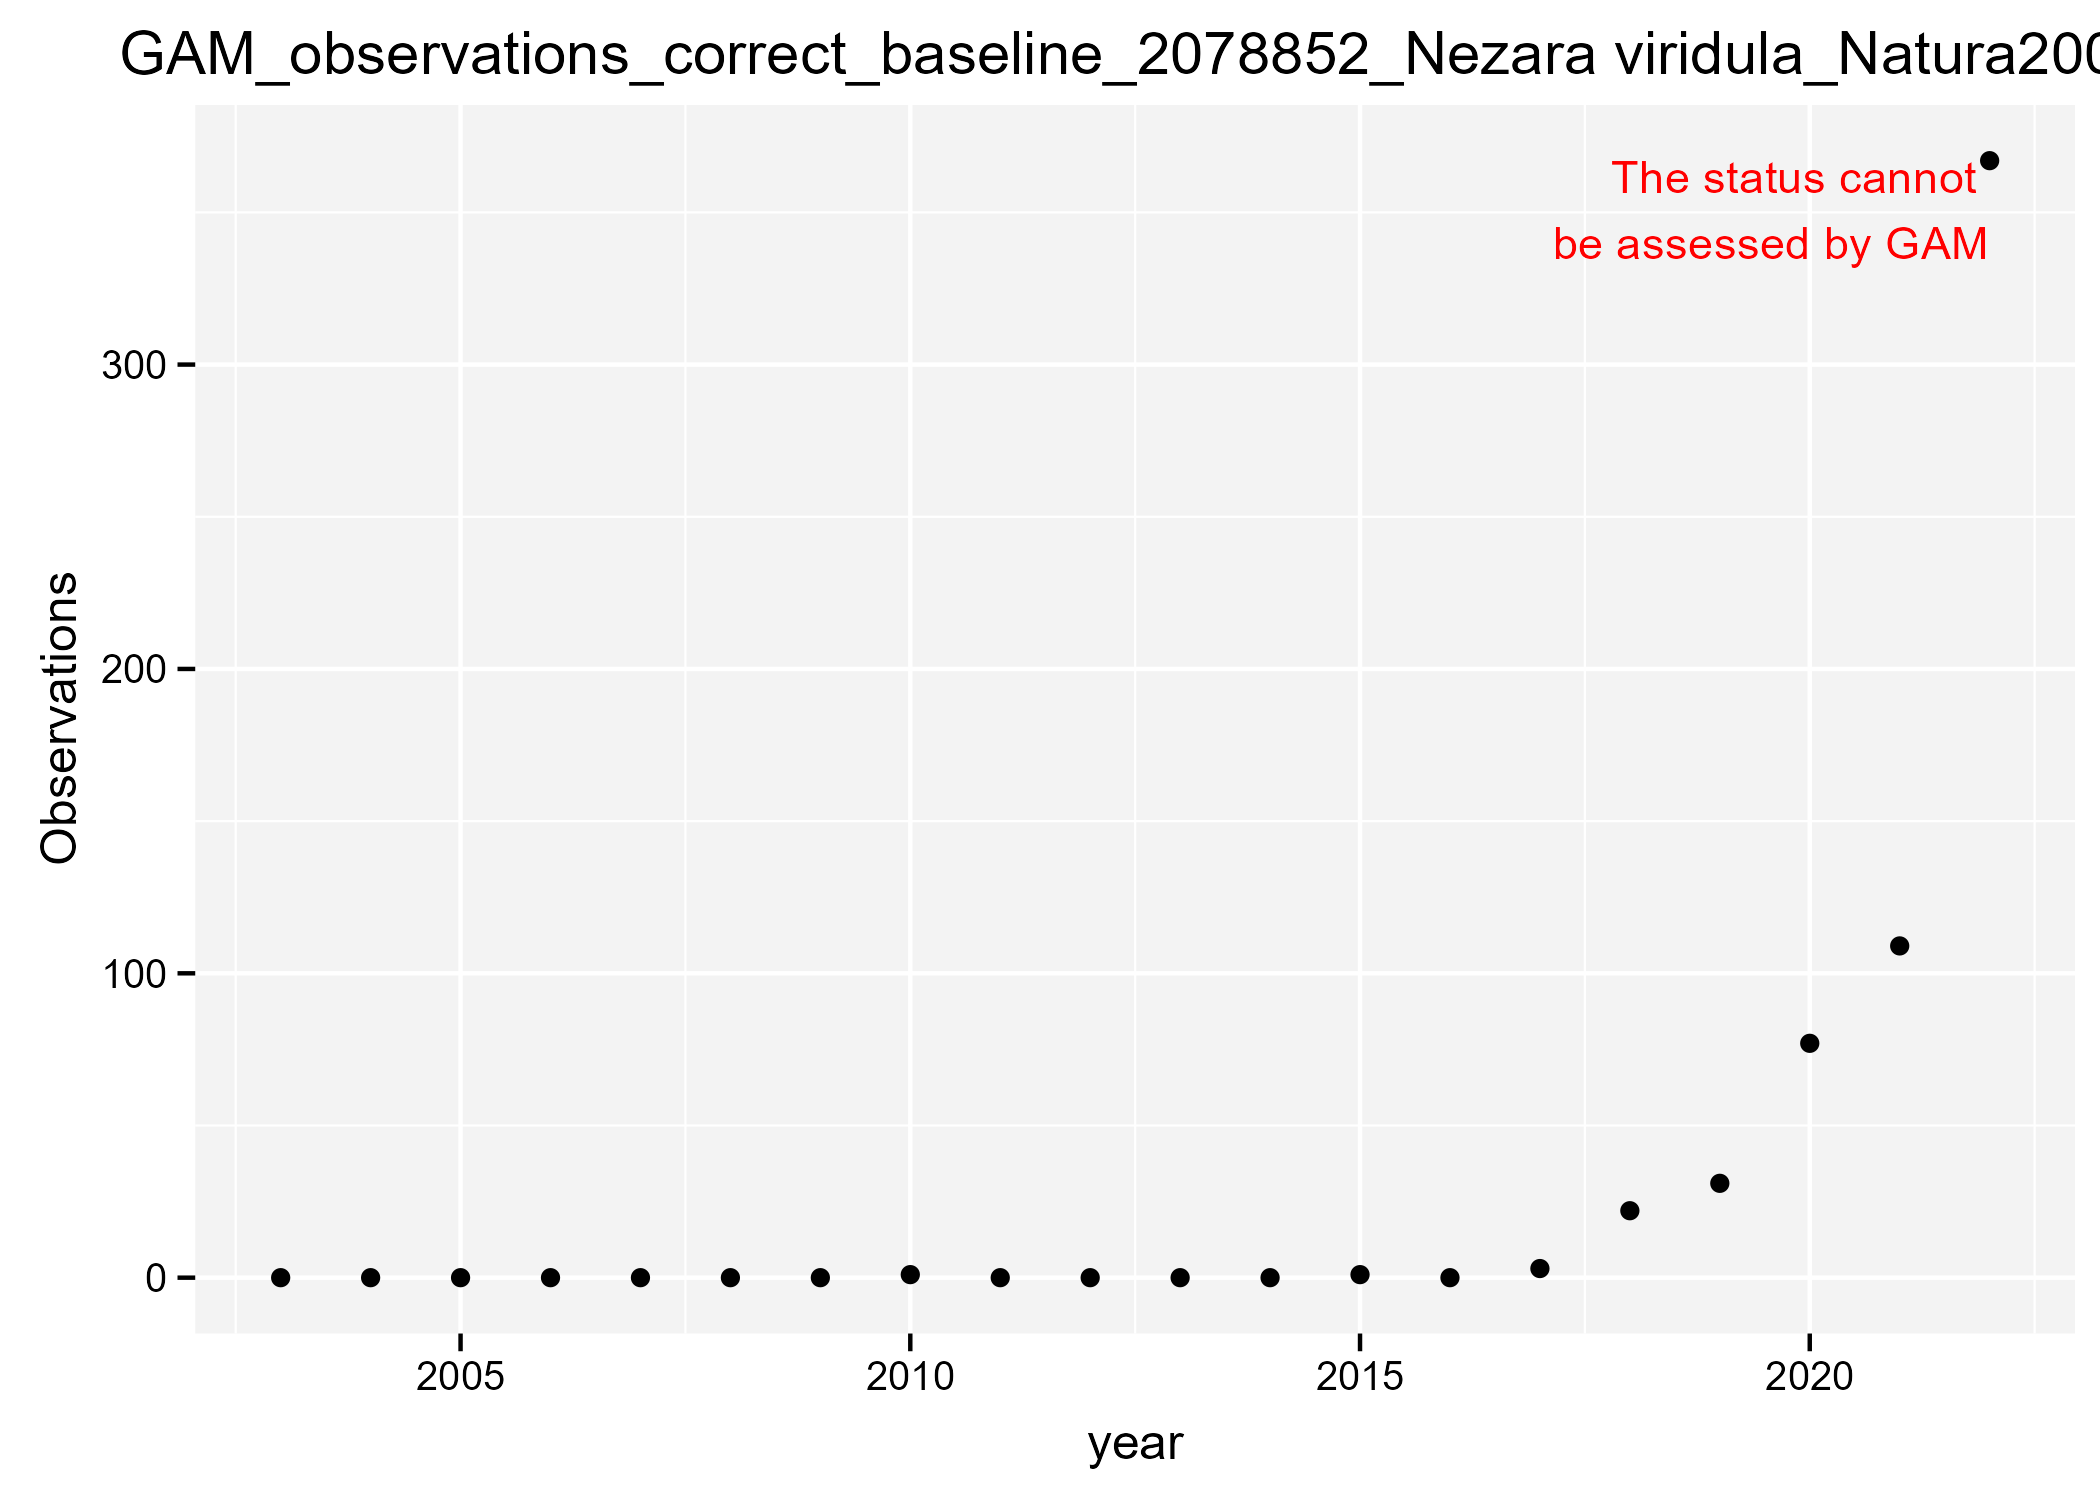 GAM_observations_correct_baseline_2078852_Nezara viridula_Natura200
The status cannot
be assessed by GAM
300
200
100
0
Observations
2005 2010 2015 2020
year